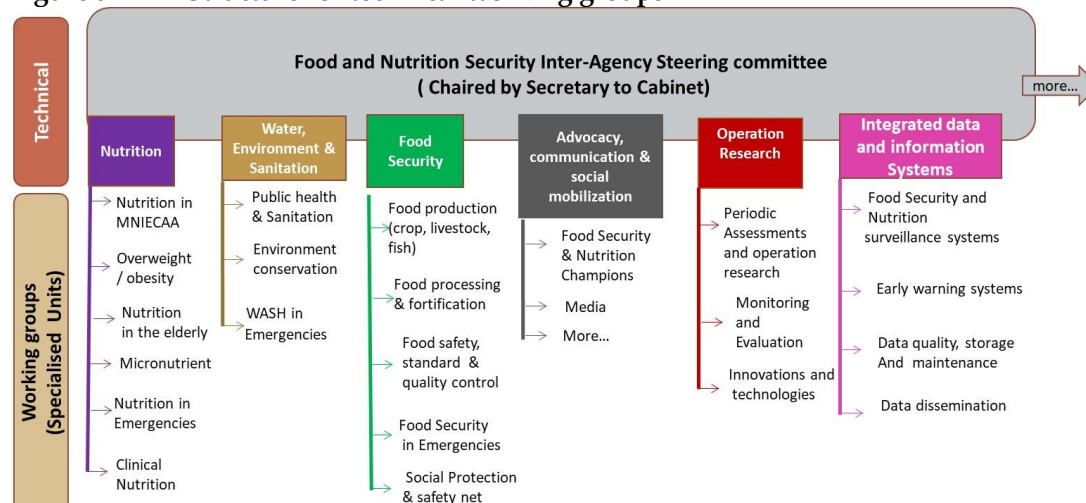 Technical
Food and Nutrition Security Inter-Agency Steering committee
( Chaired by Secretary to Cabinet)
more…
Nutrition
Water,
Environment &
Sanitation
Food
Security
Advocacy,
communication &
social
mobilization
Operation
Research
Integrated data
and information
Systems
Working groups
(Specialised Units)
Nutrition in
MNIECAA
Overweight
/ obesity
Nutrition
in the elderly
Micronutrient
Nutrition in
Emergencies
Clinical
Nutrition
Public health
& Sanitation
Environment
conservation
WASH in
Emergencies
Food production
(crop, livestock,
fish)
Food processing
& fortification
Food safety,
standard &
quality control
Food Security
in Emergencies
Social Protection
& safety net
Food Security
& Nutrition
Champions
Media
More…
Periodic
Assessments
and operation
research
Monitoring
and
Evaluation
Innovations and
technologies
Food Security and
Nutrition
surveillance systems
Early warning systems
Data quality, storage
And maintenance
Data dissemination